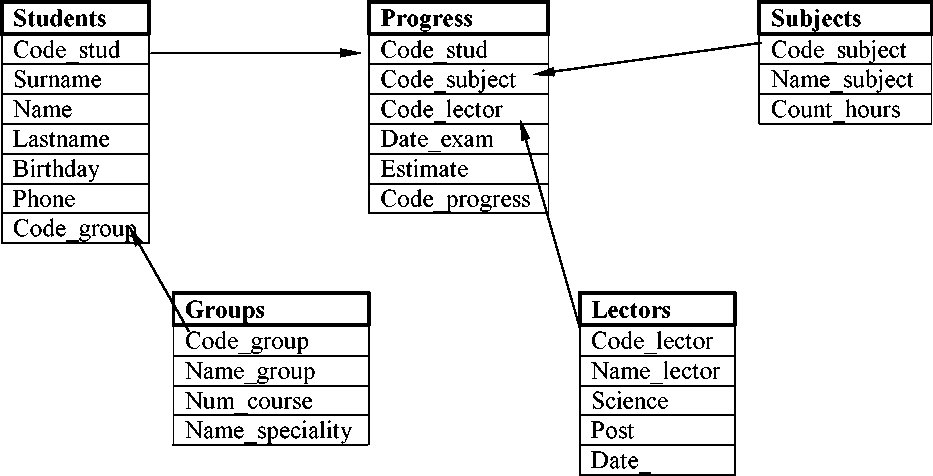 Students
Code_stud
Surname
Name
Lastname
Birthday
Phone
Code_group
Progress
Code_stud
Code_subject
Code_lector
Date_exam
Estimate
Code_progress
Subjects
Code_subject
Name_subject
Count_hours
Groups
Code_group
Name_group
Num_course
Name_speciality
Lectors
Code_lector
Name_lector
Science
Post
Date_